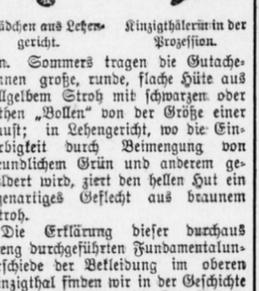 ädchen aus Lehen-
gericht.
Kinzigthälerin in der
Prozession.
n. Sommers tragen die Gutache-
nnen große, runde, flache Hüte aus
llgelbem Stroh mit schwarzen oder
then „Bollen“ von der Größe einer
aust; in Lehengericht, wo die Ein-
rbigkeit durch Beimengung von
eundlichem Grün und anderem ge-
ldert wird, ziert den hellen Hut ein
genartiges Geflecht aus braunem
troh.
Die Erklärung dieser durchaus
reng durchgeführten Fundamentalun-
rschiede der Bekleidung im oberen
inzigthal finden wir in der Geschichte